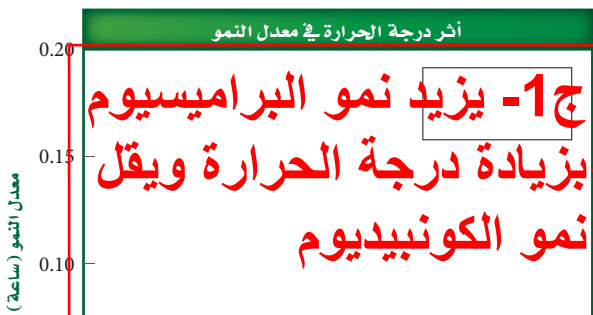 أثر درجة الحرارة في معدل النمو
0.20
ج1- يزيد نمو البراميسيوم
0.15
بزيادة درجة الحرارة ويقل
نمو الكونبيديوم
0.10
معدل النمو (ساعة)